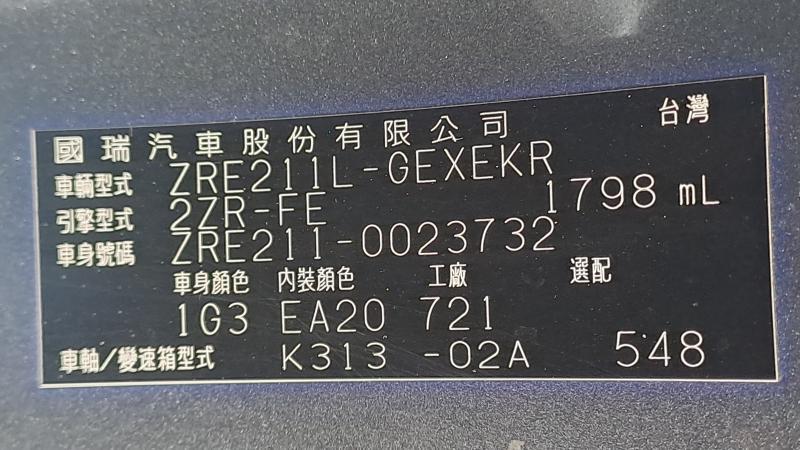 台灣
國瑞汽車股份有限公司
車輛型式 ZRE211L-GEXEKR
引擎型式 2ZR-FE 1798 mL
車身號碼 ZRE211-0023732
車身顏色 內裝顏色 工廠 選配
1G3 EA20 721
車軸/變速箱型式 K313 -02A 548